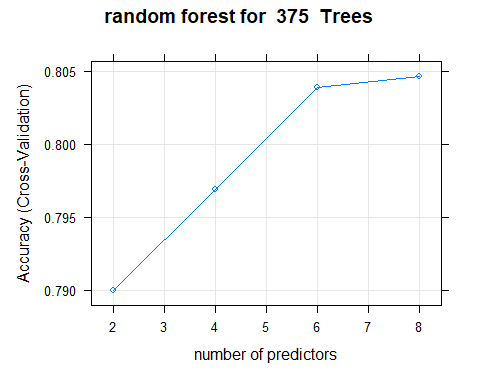 random forest for  375  Trees
Accuracy (Cross-Validation)
0.805
0.800
0.795
0.790
2 3 4 5 6 7 8
number of predictors